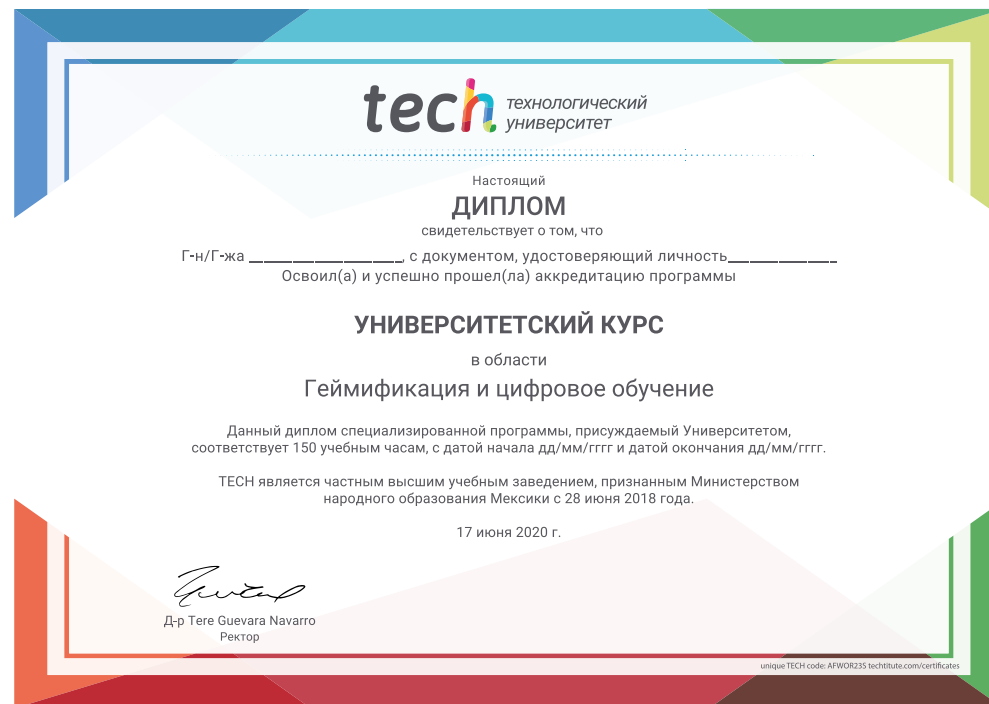 tech технологический
университет
Настоящий
ДИПЛОМ
свидетельствует о том, что
Г-н/Г-жа ____________________, с документом, удостоверяющий личность______________
Освоил(а) и успешно прошел(ла) аккредитацию программы
УНИВЕРСИТЕТСКИЙ КУРС
в области
Геймификация и цифровое обучение
Данный диплом специализированной программы, присуждаемый Университетом,
соответствует 150 учебным часам, с датой начала дд/мм/гггг и датой окончания дд/мм/гггг.
TECH является частным высшим учебным заведением, признанным Министерством
народного образования Мексики с 28 июня 2018 года.
17 июня 2020 г.
Д-р Tere Guevara Navarro
Ректор
unique TECH code: AFWOR23S techtitute.com/certificates